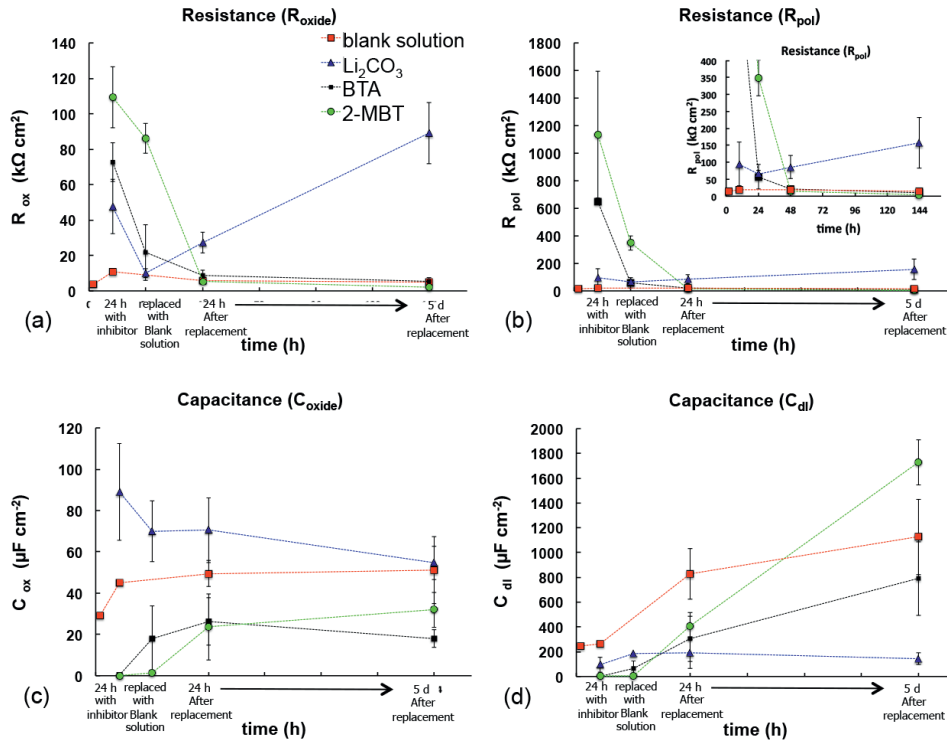 Resistance (Roxide)
140
120
100
80
60
40
20
0
Rox (kΩ cm2)
blank solution
Li2CO3
BTA
2-MBT
24 h
with
inhibitor
replaced
with
Blank
solution
24 h
After
replacement
5 d
After
replacement
(a)
time (h)
Resistance (Rpol)
1800
1600
1400
1200
1000
800
600
400
200
0
Rpol (kΩ cm2)
Resistance (Rpol)
400
350
300
250
200
150
100
50
0
Rpol (kΩ cm2)
0 24 48 72 96 120 144
time (h)
24 h
with
inhibitor
replaced
with
Blank
solution
24 h
After
replacement
5 d
After
replacement
(b)
time (h)
Capacitance (Coxide)
120
100
80
60
40
20
0
Cox (µF cm-2)
24 h
with
inhibitor
replaced
with
Blank
solution
24 h
After
replacement
5 d
After
replacement
(c)
time (h)
Capacitance (Cdl)
2000
1800
1600
1400
1200
1000
800
600
400
200
0
Cdl (µF cm-2)
24 h
with
inhibitor
replaced
with
Blank
solution
24 h
After
replacement
5 d
After
replacement
(d)
time (h)